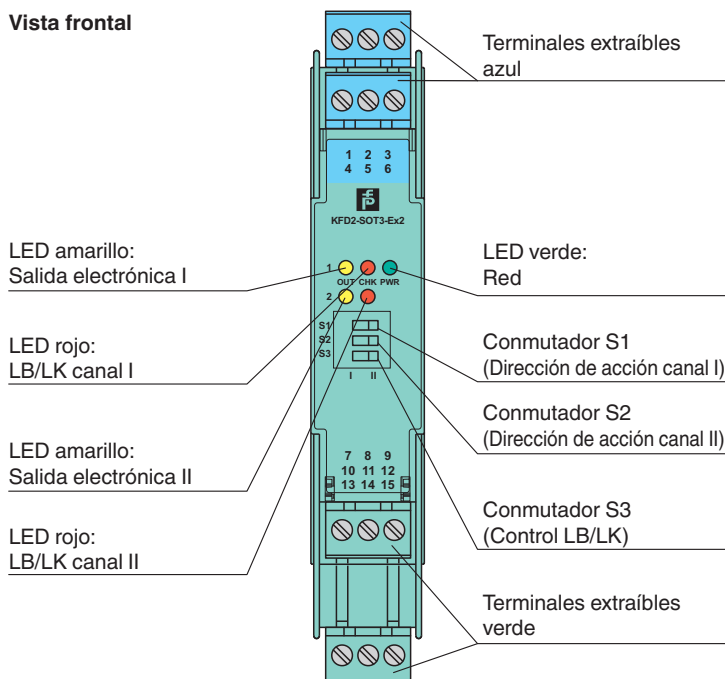 Vista frontal
Terminales extraíbles
azul
1 2 3
4 5 6
KFD2-SOT3-Ex2
LED amarillo:
Salida electrónica I
LED verde:
Red
1
OUT CHK PWR
2
S1
S2
S3
I II
LED rojo:
LB/LK canal I
Conmutador S1
(Dirección de acción canal I)
Conmutador S2
(Dirección de acción canal II)
LED amarillo:
Salida electrónica II
7 8 9
10 11 12
13 14 15
Conmutador S3
(Control LB/LK)
LED rojo:
LB/LK canal II
Terminales extraíbles
verde